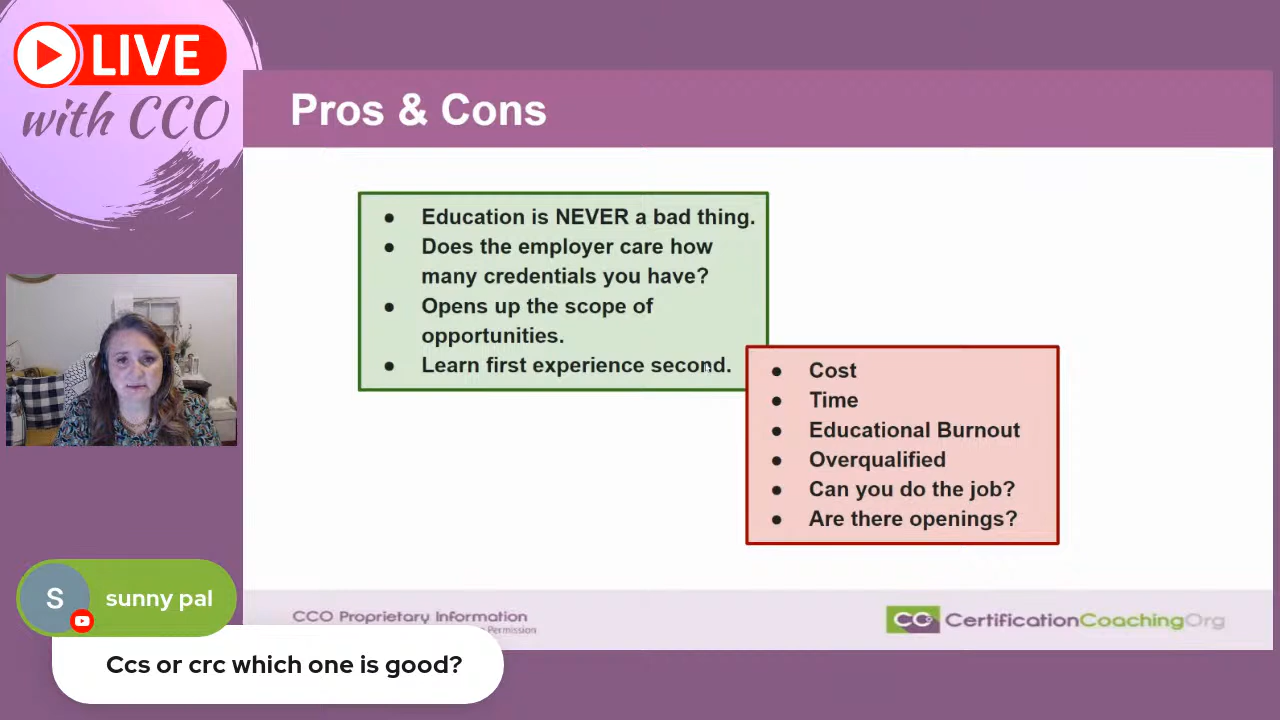 LIVE
with CCO
Pros & Cons
● Education is NEVER a bad thing.
● Does the employer care how
many credentials you have?
● Opens up the scope of
opportunities.
● Learn first experience second.
● Cost
● Time
● Educational Burnout
● Overqualified
● Can you do the job?
● Are there openings?
S
sunny pal
Ccs or crc which one is good?
CCO Proprietary Information
Permission
CO CertificationCoachingOrg